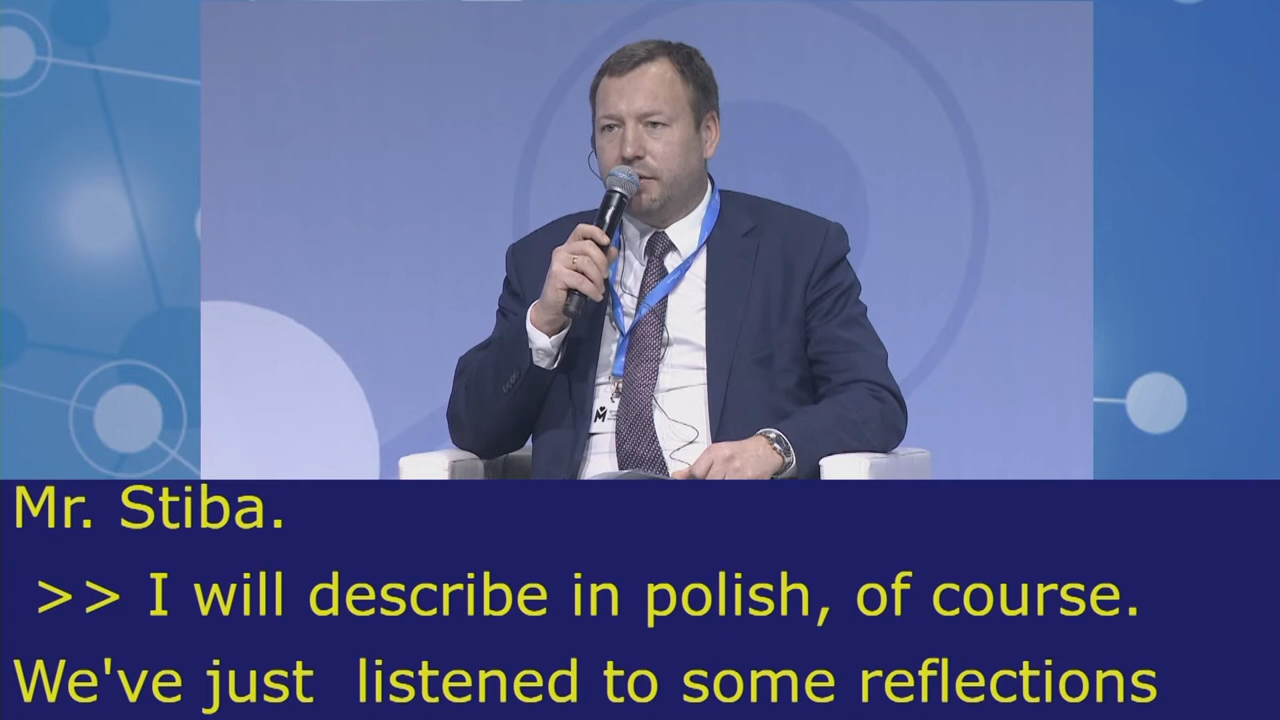 Mr. Stiba.
>> I will describe in polish, of course.
We've just  listened to some reflections